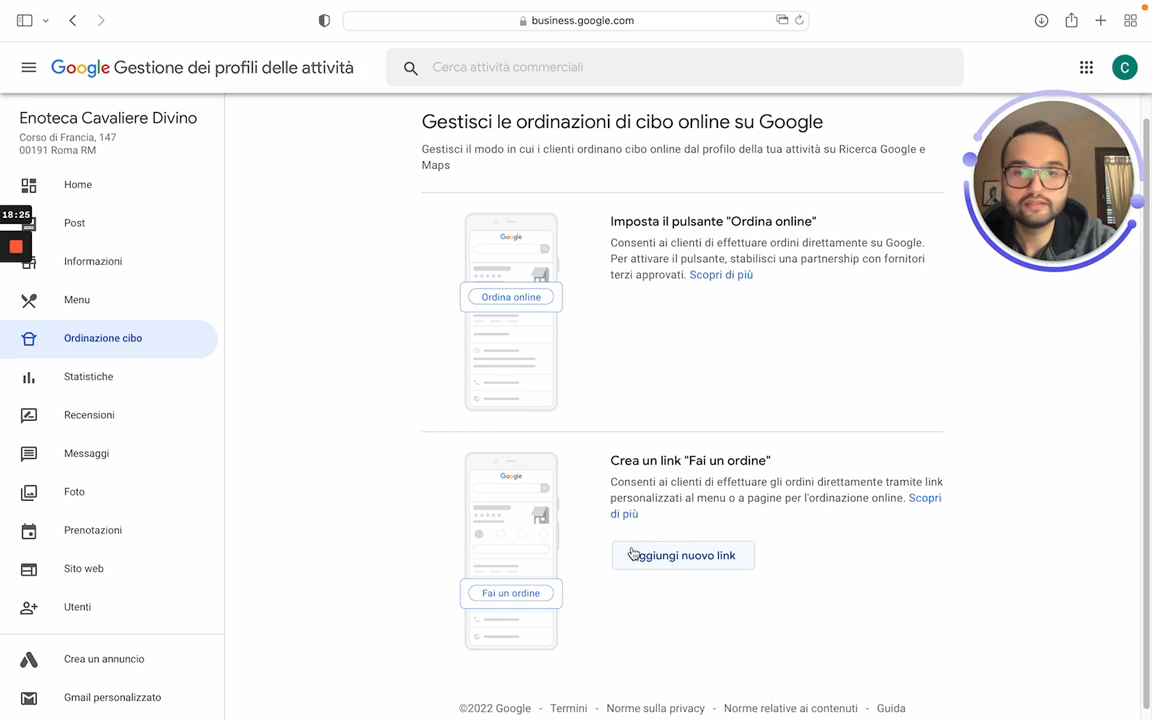 business.google.com
Google Gestione dei profili delle attività
Cerca attività commerciali
C
Enoteca Cavaliere Divino
Corso di Francia, 147
00191 Roma RM
Home
18:25
Post
Informazioni
Menu
Ordinazione cibo
Statistiche
Recensioni
Messaggi
Foto
Prenotazioni
Sito web
Utenti
Crea un annuncio
Gmail personalizzato
Gestisci le ordinazioni di cibo online su Google
Gestisci il modo in cui i clienti ordinano cibo online dal profilo della tua attività su Ricerca Google e
Maps
Google
Ordina online
Imposta il pulsante "Ordina online"
Consenti ai clienti di effettuare ordini direttamente su Google.
Per attivare il pulsante, stabilisci una partnership con fornitori
terzi approvati. Scopri di più
Google
Fai un ordine
Crea un link "Fai un ordine"
Consenti ai clienti di effettuare gli ordini direttamente tramite link
personalizzati al menu o a pagine per l'ordinazione online. Scopri
di più
Aggiungi nuovo link
©2022 Google - Termini - Norme sulla privacy - Norme relative ai contenuti - Guida